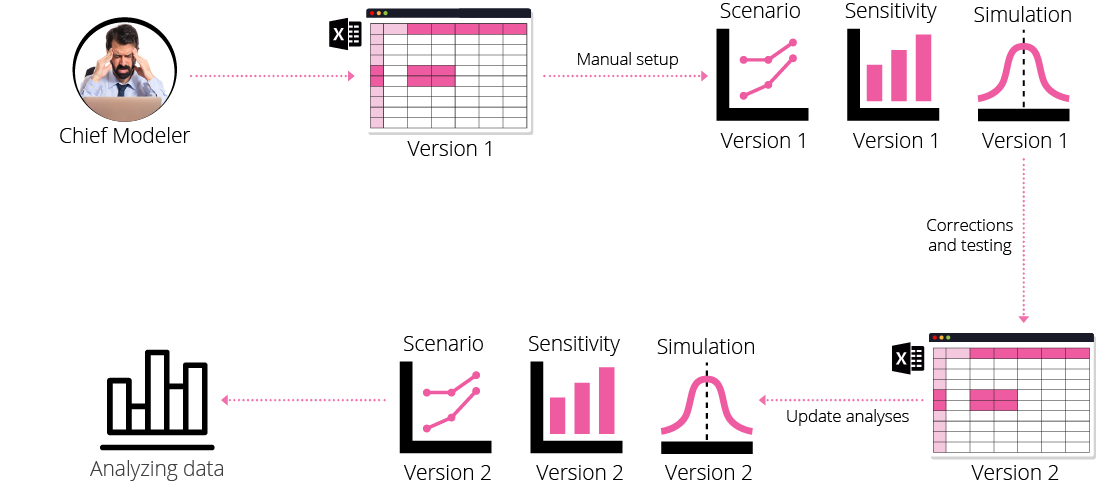 Chief Modeler
X
Version 1
Manual setup
Scenario
Version 1
Sensitivity
Version 1
Simulation
Version 1
Corrections
and testing
X
Version 2
Update analyses
Scenario
Version 2
Sensitivity
Version 2
Simulation
Version 2
Analyzing data